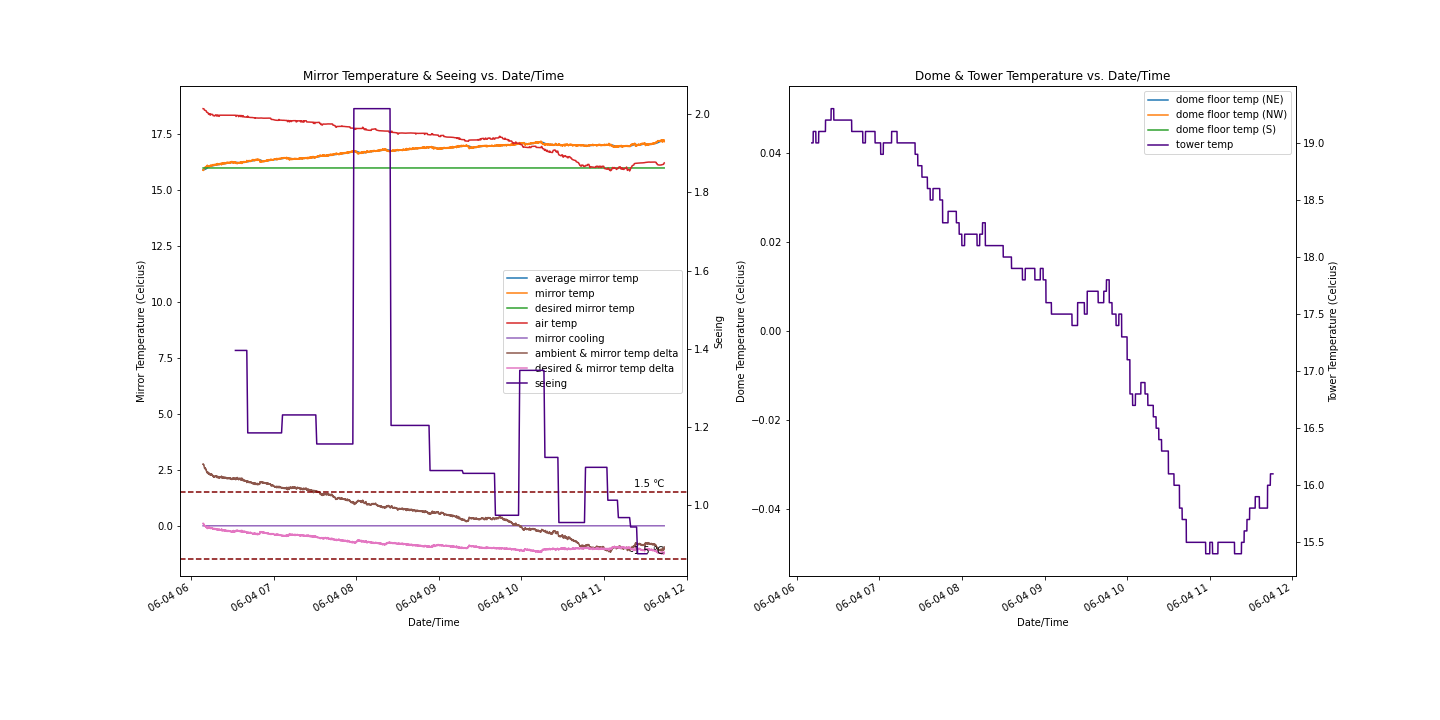 Mirror Temperature & Seeing vs. Date/Time
Mirror Temperature (Celcius)
17.5
15.0
12.5
10.0
7.5
5.0
2.5
0.0
average mirror temp
mirror temp
desired mirror temp
air temp
mirror cooling
ambient & mirror temp delta
desired & mirror temp delta
seeing
1.5 °C
2.0
1.8
1.6
1.4
1.2
1.0
Seeing
06-04 06
06-04 07
06-04 08
06-04 09
06-04 10
06-04 11
06-04 12
Date/Time
Dome & Tower Temperature vs. Date/Time
Dome Temperature (Celcius)
0.04
0.02
0.00
−0.02
−0.04
dome floor temp (NE)
dome floor temp (NW)
dome floor temp (S)
tower temp
19.0
18.5
18.0
17.5
17.0
16.5
16.0
15.5
Tower Temperature (Celcius)
06-04 06
06-04 07
06-04 08
06-04 09
06-04 10
06-04 11
06-04 12
Date/Time